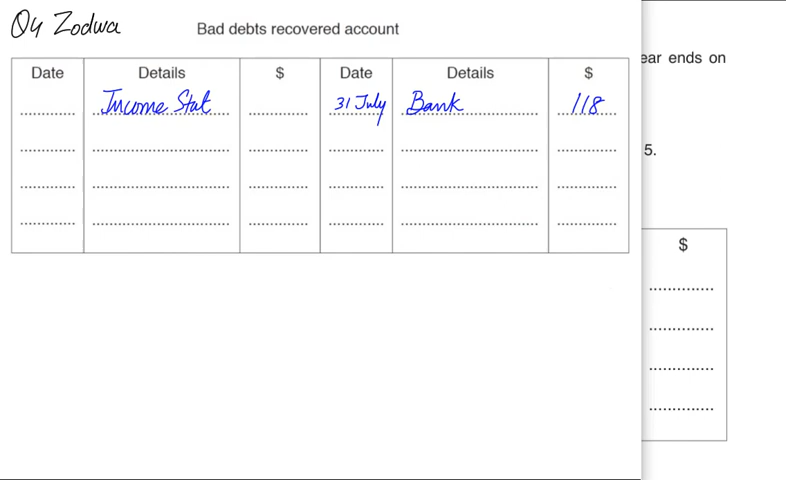 Q4 Zodwa
Bad debts recovered account
ear ends on
Date Details $ Date Details $
Income Stat 31 July Bank 118
5.
$